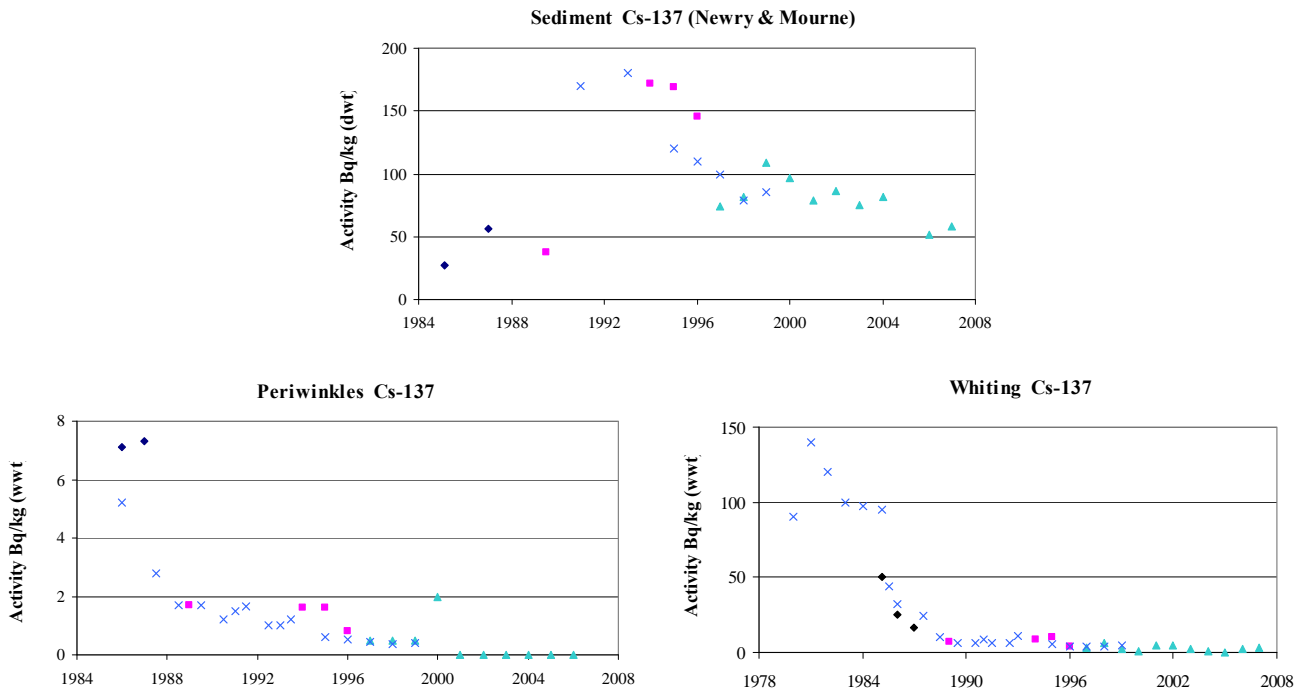 Sediment Cs-137 (Newry & Mourne)
Activity Bq/kg (dwt)
200
150
100
50
0
1984 1988 1992 1996 2000 2004 2008
Periwinkles Cs-137
Activity Bq/kg (wwt)
8
6
4
2
0
1984 1988 1992 1996 2000 2004 2008
Whiting Cs-137
Activity Bq/kg (wwt)
150
100
50
0
1978 1984 1990 1996 2002 2008